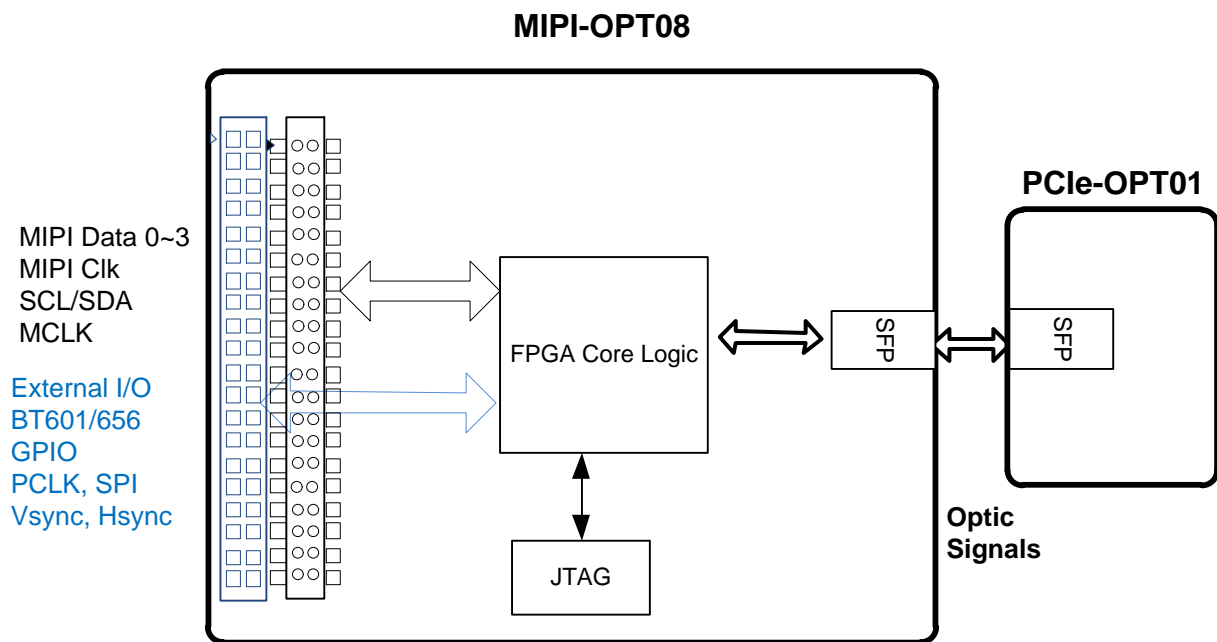 MIPI-OPT08
PCIe-OPT01
MIPI Data 0~3
MIPI Clk
SCL/SDA
MCLK
External I/O
BT601/656
GPIO
PCLK, SPI
Vsync, Hsync
FPGA Core Logic
SFP
SFP
JTAG
Optic
Signals